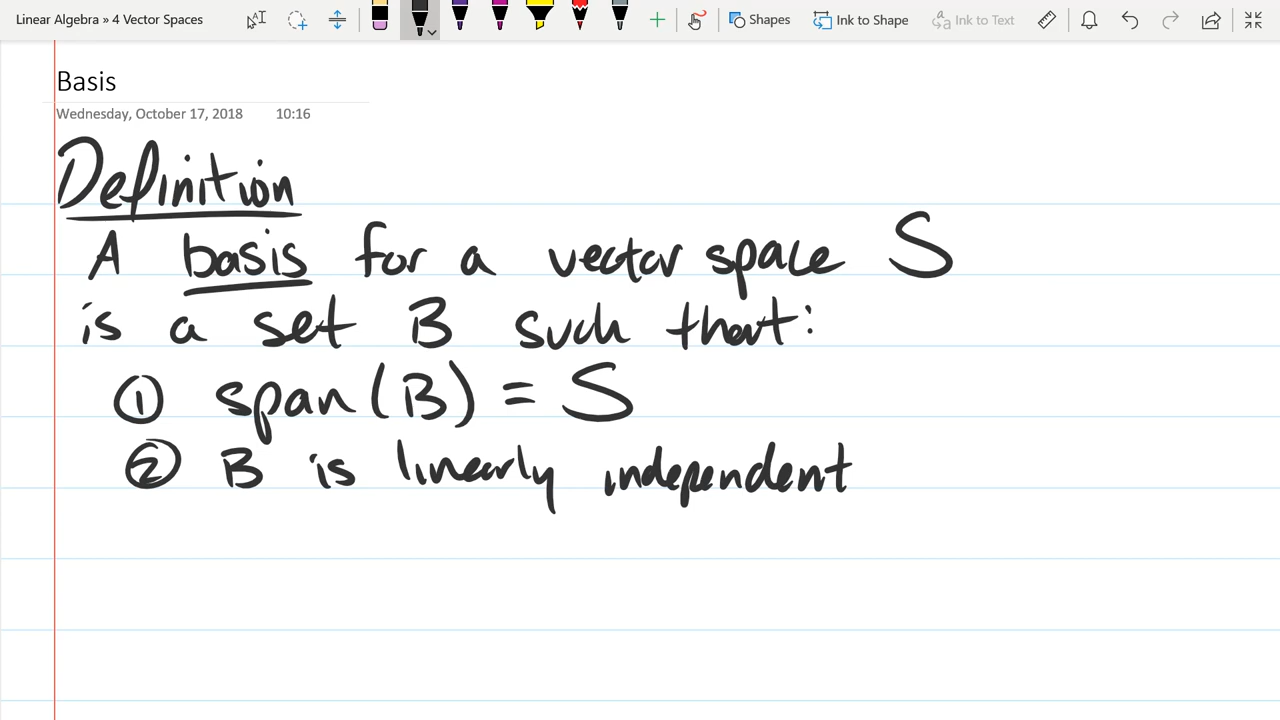 Linear Algebra » 4 Vector Spaces
Shapes
Ink to Shape
Ink to Text
Basis
Wednesday, October 17, 2018 10:16
Definition
A basis for a vector space S
is a set B such that:
① span(B) = S
② B is linearly independent